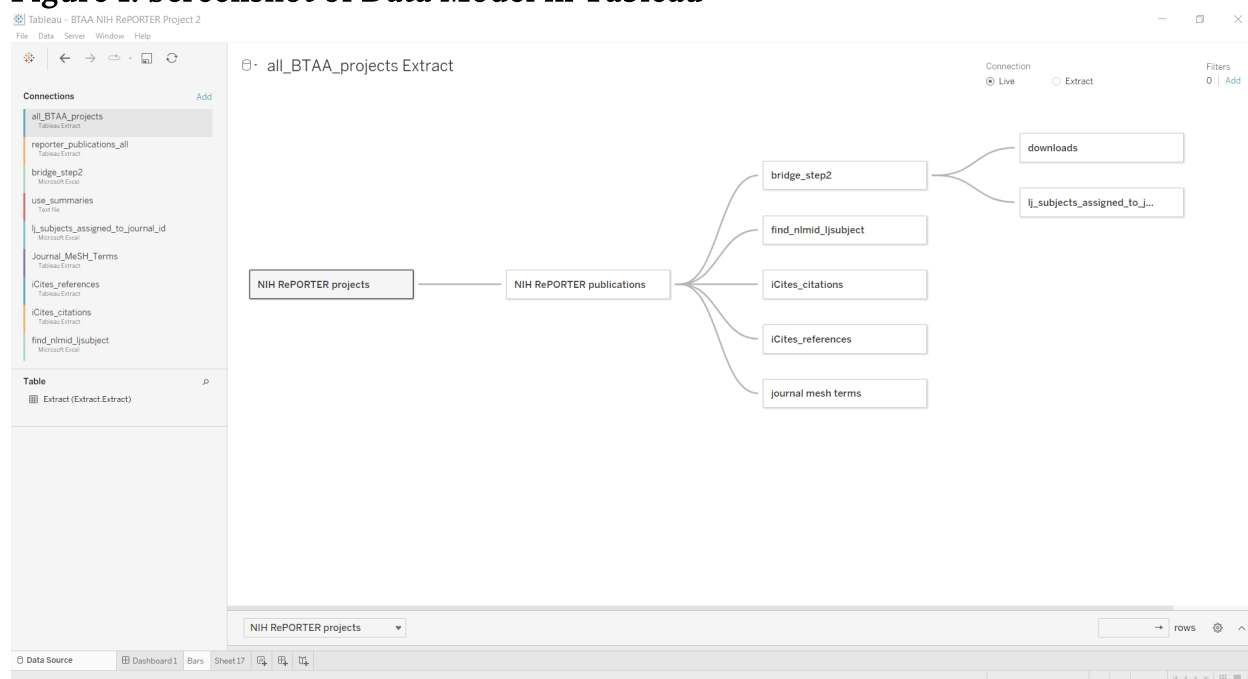 Figure 1. Screenshot of Data Model in Tableau
Tableau - BTAA NIH RePORTER Project 2
File Data Server Window Help
all_BTAA_projects Extract
Connection
Live Extract
Filters
0 Add
Connections Add
all_BTAA_projects
Tableau Extract
reporter_publications_all
Tableau Extract
bridge_step2
Microsoft Excel
use_summaries
Text file
lj_subjects_assigned_to_journal_id
Microsoft Excel
Journal_MeSH_Terms
Tableau Extract
iCites_references
Tableau Extract
iCites_citations
Tableau Extract
find_nlmid_ljsubject
Microsoft Excel
Table
Extract (Extract.Extract)
NIH RePORTER projects
NIH RePORTER publications
bridge_step2
find_nlmid_ljsubject
iCites_citations
iCites_references
journal mesh terms
downloads
lj_subjects_assigned_to_j...
NIH RePORTER projects
rows
Data Source Dashboard 1 Bars Sheet 17